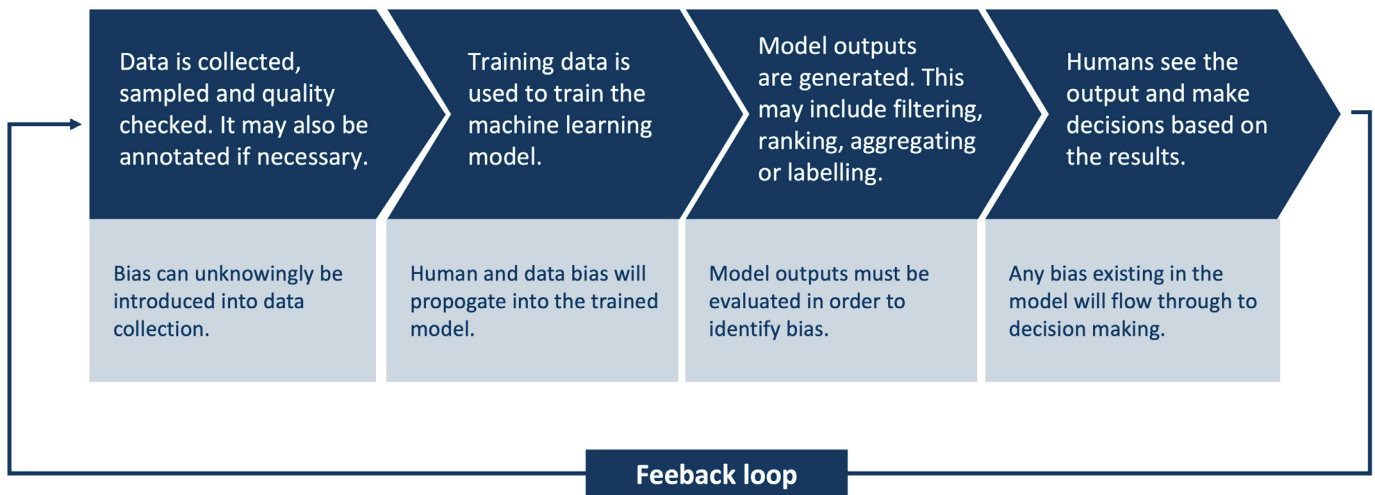 Data is collected,
sampled and quality
checked. It may also be
annotated if necessary.
Training data is
used to train the
machine learning
model.
Model outputs
are generated. This
may include filtering,
ranking, aggregating
or labelling.
Humans see the
output and make
decisions based on
the results.
Bias can unknowingly be
introduced into data
collection.
Human and data bias will
propogate into the trained
model.
Model outputs must be
evaluated in order to
identify bias.
Any bias existing in the
model will flow through to
decision making.
Feeback loop